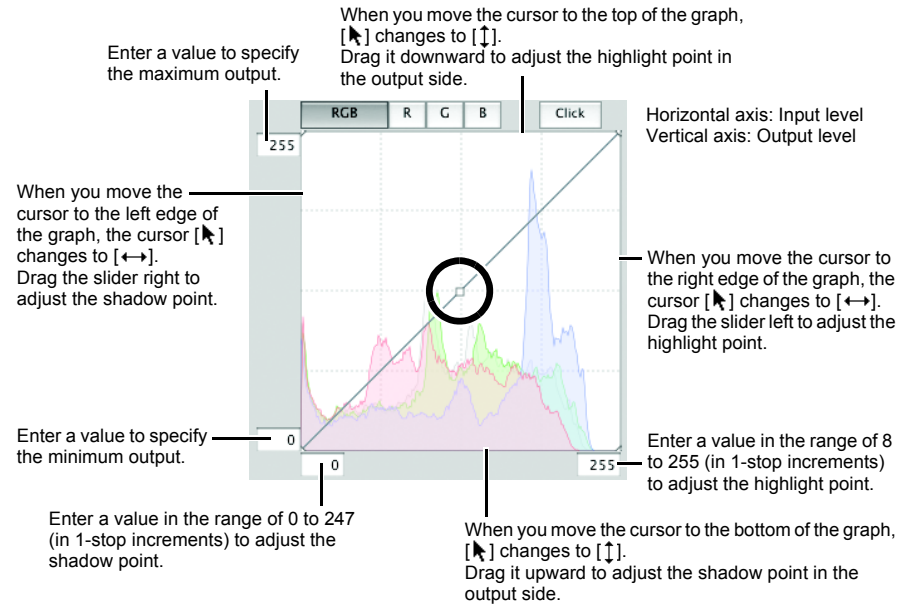 When you move the cursor to the top of the graph,
[ ] changes to [ ].
Drag it downward to adjust the highlight point in
the output side.
Enter a value to specify
the maximum output.
RGB R G B Click
Horizontal axis: Input level
Vertical axis: Output level
255
When you move the
cursor to the left edge of
the graph, the cursor [ ]
changes to [↔].
Drag the slider right to
adjust the shadow point.
When you move the cursor to
the right edge of the graph, the
cursor [ ] changes to [↔].
Drag the slider left to adjust the
highlight point.
Enter a value to specify
the minimum output.
0
0
255
Enter a value in the range of 8
to 255 (in 1-stop increments)
to adjust the highlight point.
Enter a value in the range of 0 to 247
(in 1-stop increments) to adjust the
shadow point.
When you move the cursor to the bottom of the graph,
[ ] changes to [ ].
Drag it upward to adjust the shadow point in the
output side.